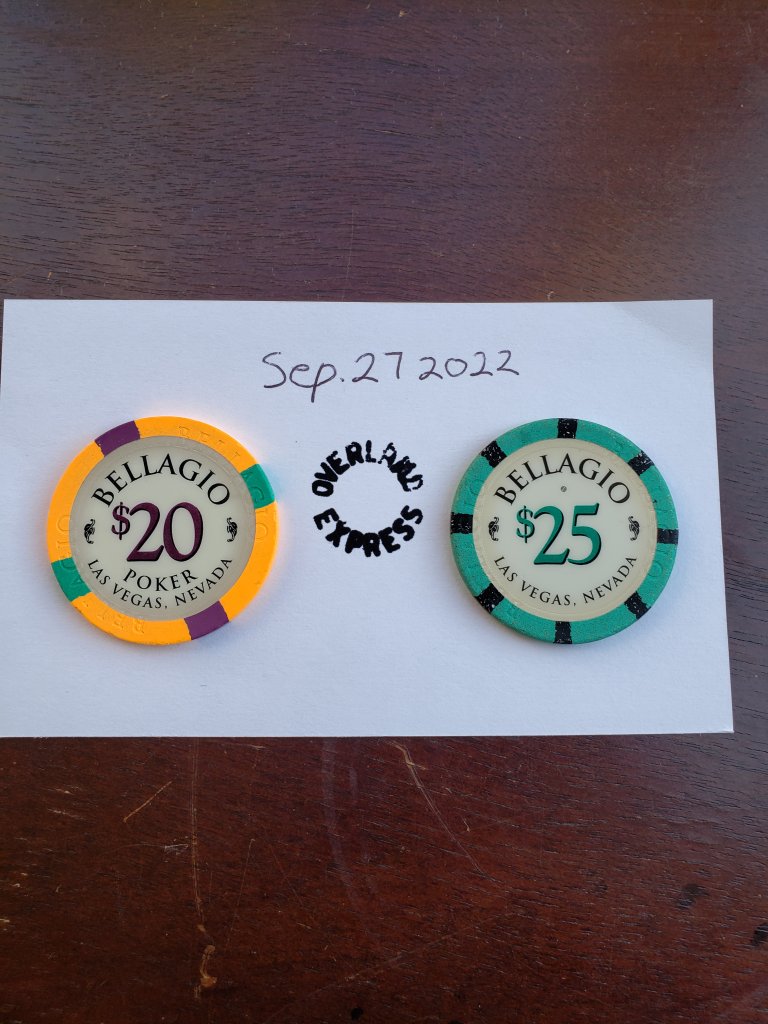 Sep. 27 2022
BELLAGIO
$20
POKER
LAS VEGAS, NEVADA
OVERLAND
EXPRESS
BELLAGIO
$25
LAS VEGAS, NEVADA